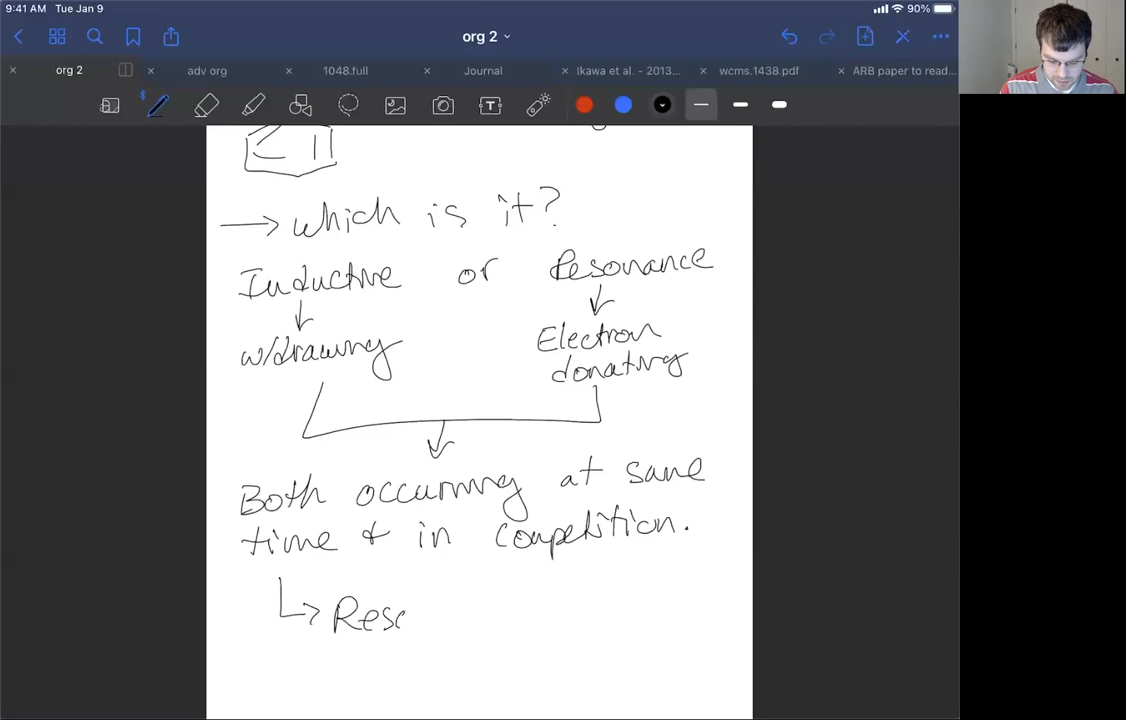 9:41 AM Tue Jan 9
90%
org 2
org 2
adv org
1048.full
Journal
Ikawa et al. - 2013...
wcms.1438.pdf
ARB paper to read...
→ which is it?
Inductive or Resonance
w/drawing
Electron
donating
Both occurring at same
time & in competition.
↳ Reso